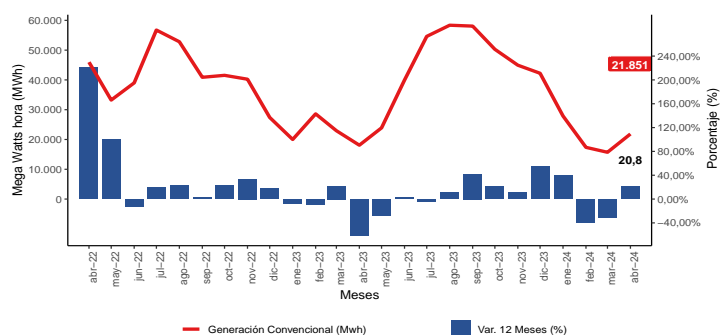 Mega Watts hora (MWh)
60.000
50.000
40.000
30.000
20.000
10.000
0
240,00%
200,00%
160,00%
120,00%
80,00%
40,00%
0,00%
−40,00%
Porcentaje (%)
21.851
20,8
abr−22
may−22
jun−22
jul−22
ago−22
sep−22
oct−22
nov−22
dic−22
ene−23
feb−23
mar−23
abr−23
may−23
jun−23
jul−23
ago−23
sep−23
oct−23
nov−23
dic−23
ene−24
feb−24
mar−24
abr−24
Meses
Generación Convencional (Mwh)
Var. 12 Meses (%)